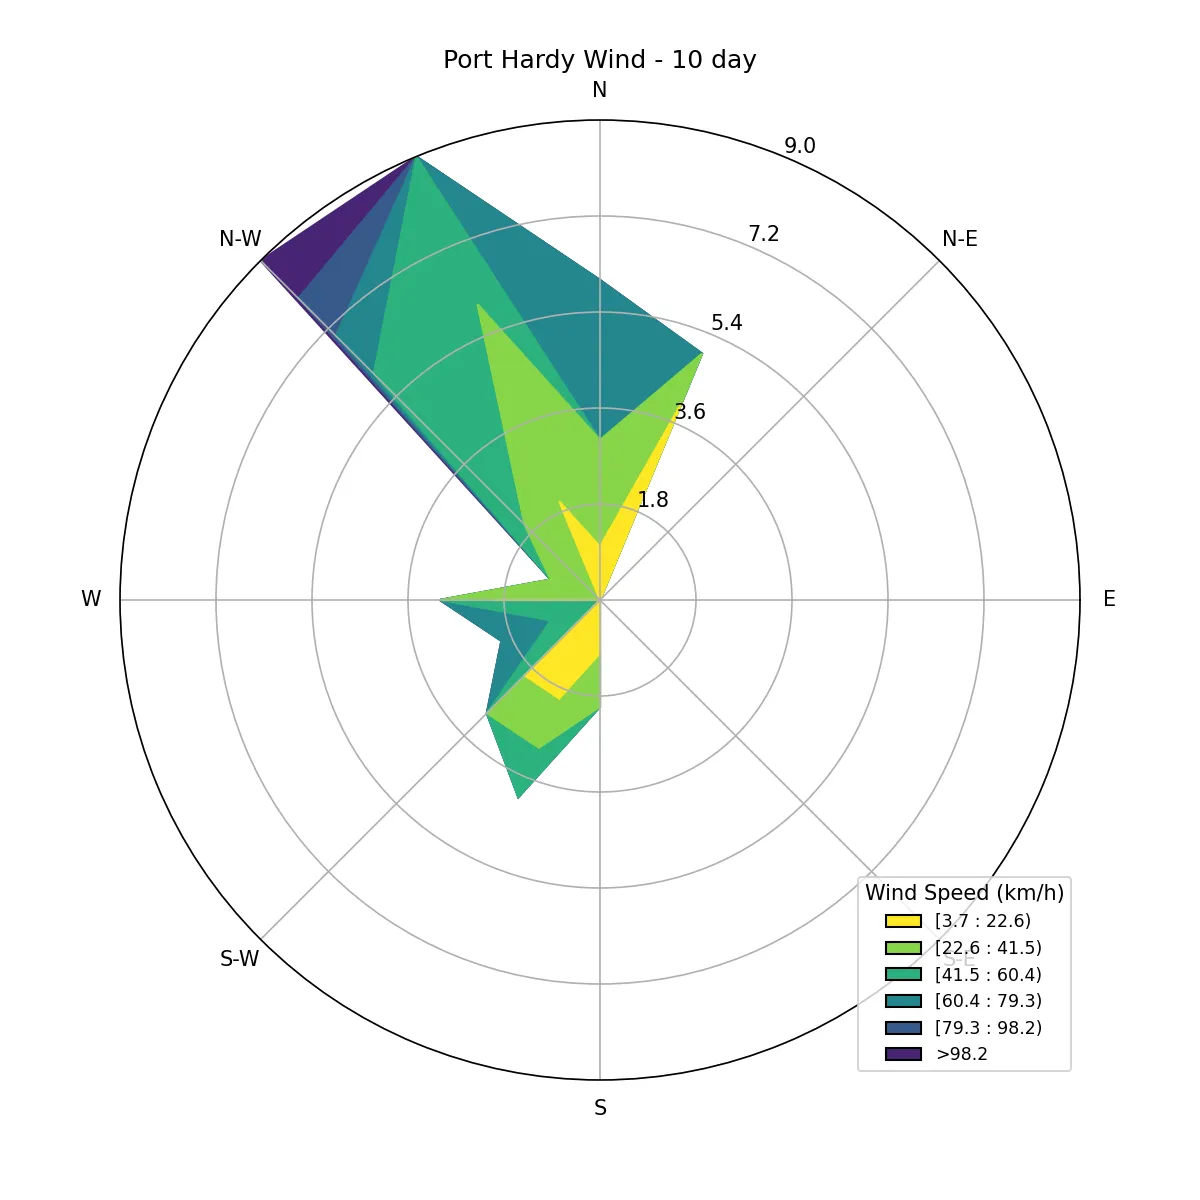 Port Hardy Wind - 10 day
N
9.0
7.2
N-W
N-E
5.4
3.6
1.8
W
E
S-W
S-E
Wind Speed (km/h)
[3.7 : 22.6)
[22.6 : 41.5)
[41.5 : 60.4)
[60.4 : 79.3)
[79.3 : 98.2)
>98.2
S